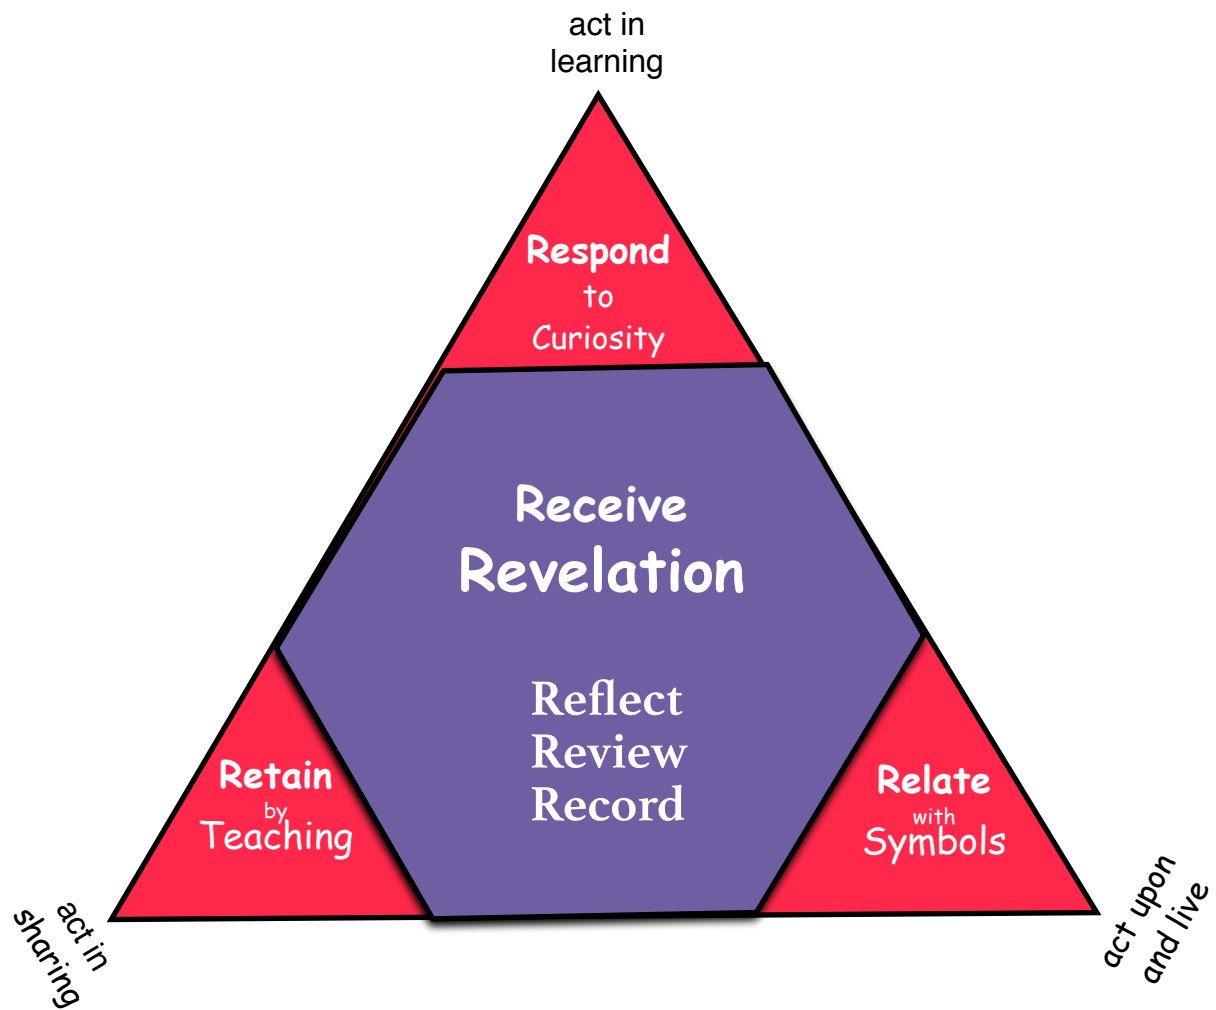 act in
learning
Respond
to
Curiosity
Receive
Revelation
Reflect
Review
Record
Retain
by
Teaching
Relate
with
Symbols
act in
sharing
act upon
and live